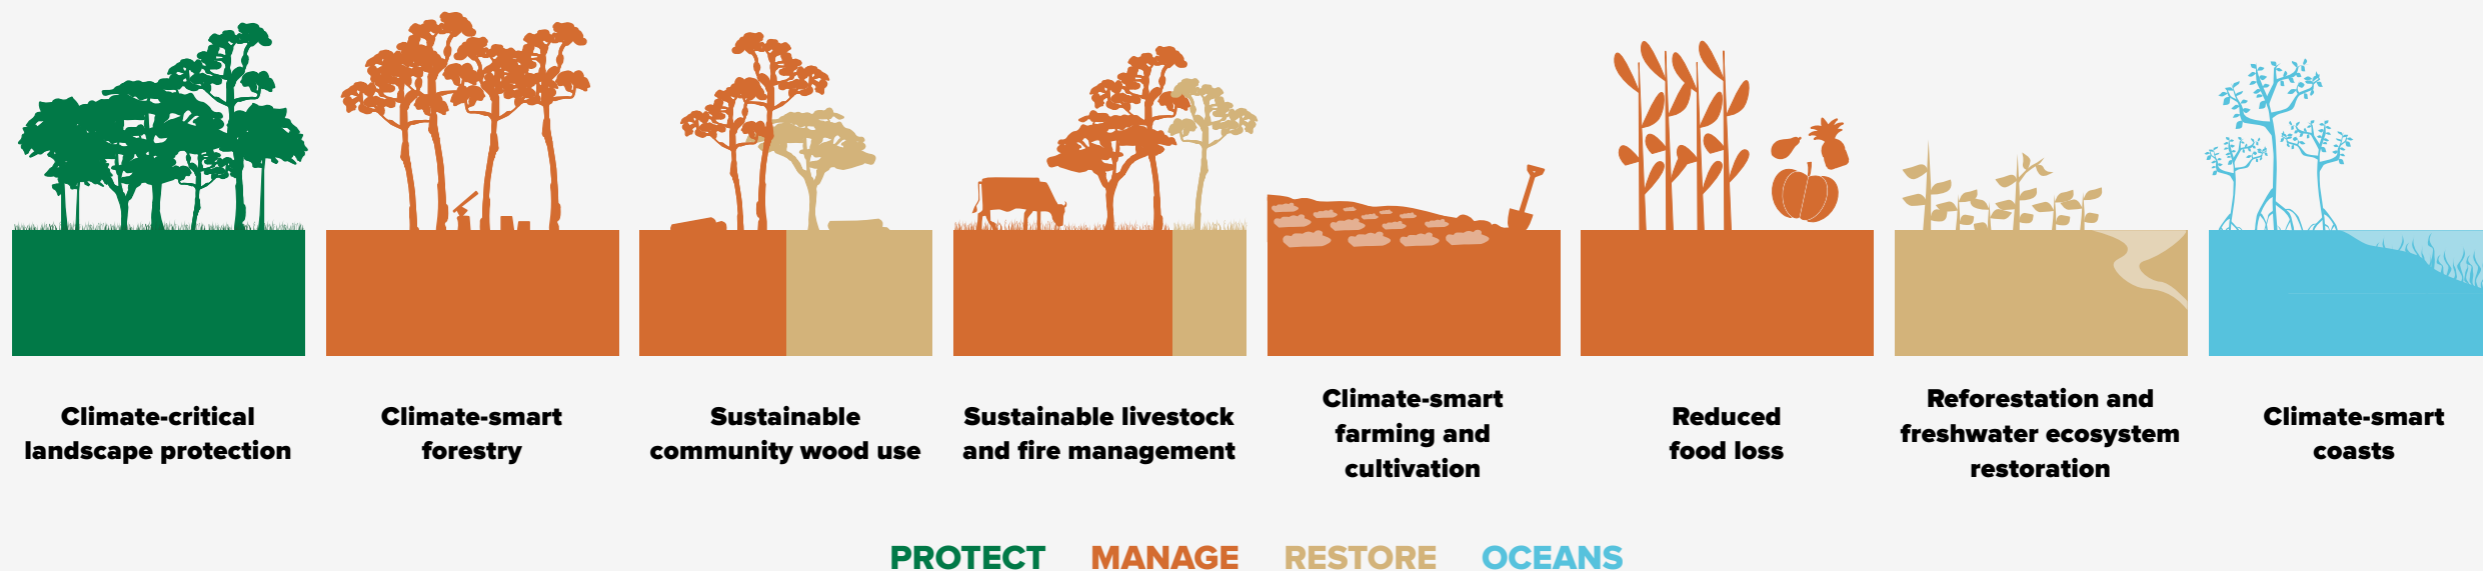 Climate-critical
landscape protection
Climate-smart
forestry
Sustainable
community wood use
Sustainable livestock
and fire management
Climate-smart
farming and
cultivation
Reduced
food loss
Reforestation and
freshwater ecosystem
restoration
Climate-smart
coasts
PROTECT MANAGE RESTORE OCEANS